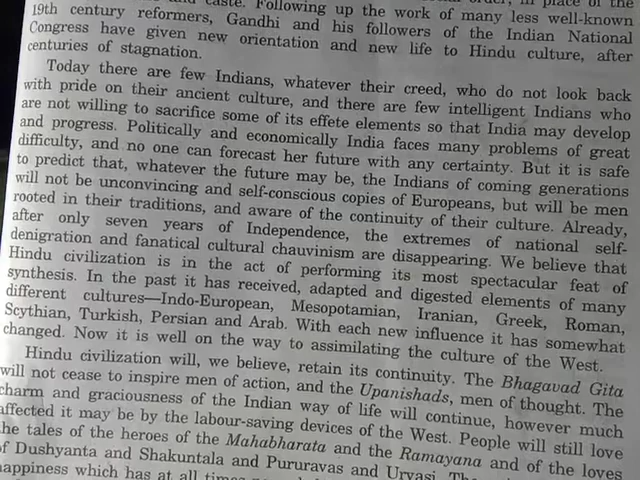 and caste. Following up the work of many less well-known
19th century reformers, Gandhi and his followers of the Indian National
Congress have given new orientation and new life to Hindu culture, after
centuries of stagnation.
Today there are few Indians, whatever their creed, who do not look back
with pride on their ancient culture, and there are few intelligent Indians who
are not willing to sacrifice some of its effete elements so that India may develop
and progress. Politically and economically India faces many problems of great
difficulty, and no one can forecast her future with any certainty. But it is safe
to predict that, whatever the future may be, the Indians of coming generations
will not be unconvincing and self-conscious copies of Europeans, but will be men
rooted in their traditions, and aware of the continuity of their culture. Already,
after only seven years of Independence, the extremes of national self-
denigration and fanatical cultural chauvinism are disappearing. We believe that
Hindu civilization is in the act of performing its most spectacular feat of
synthesis. In the past it has received, adapted and digested elements of many
different cultures—Indo-European, Mesopotamian, Iranian, Greek, Roman,
Scythian, Turkish, Persian and Arab. With each new influence it has somewhat
changed. Now it is well on the way to assimilating the culture of the West.
Hindu civilization will, we believe, retain its continuity. The Bhagavad Gita
will not cease to inspire men of action, and the Upanishads, men of thought. The
charm and graciousness of the Indian way of life will continue, however much
affected it may be by the labour-saving devices of the West. People will still love
the tales of the heroes of the Mahabharata and the Ramayana and of the loves
of Dushyanta and Shakuntala and Pururavas and Urvasi.
happiness which has at all times